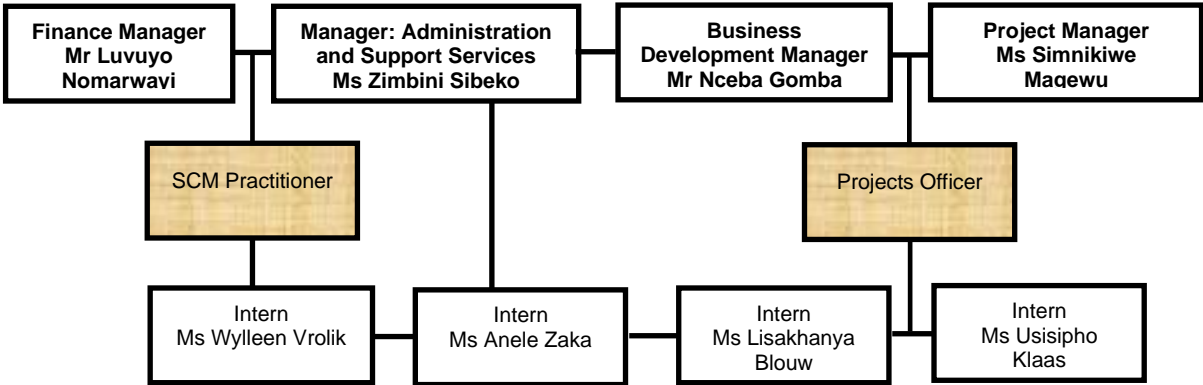 Finance Manager
Mr Luvuyo
Nomarwayi
Manager: Administration
and Support Services
Ms Zimbini Sibeko
Business
Development Manager
Mr Nceba Gomba
Project Manager
Ms Simnikiwe
Magewu
SCM Practitioner
Projects Officer
Intern
Ms Wylleen Vrolik
Intern
Ms Anele Zaka
Intern
Ms Lisakhanya
Blouw
Intern
Ms Usisipho
Klaas